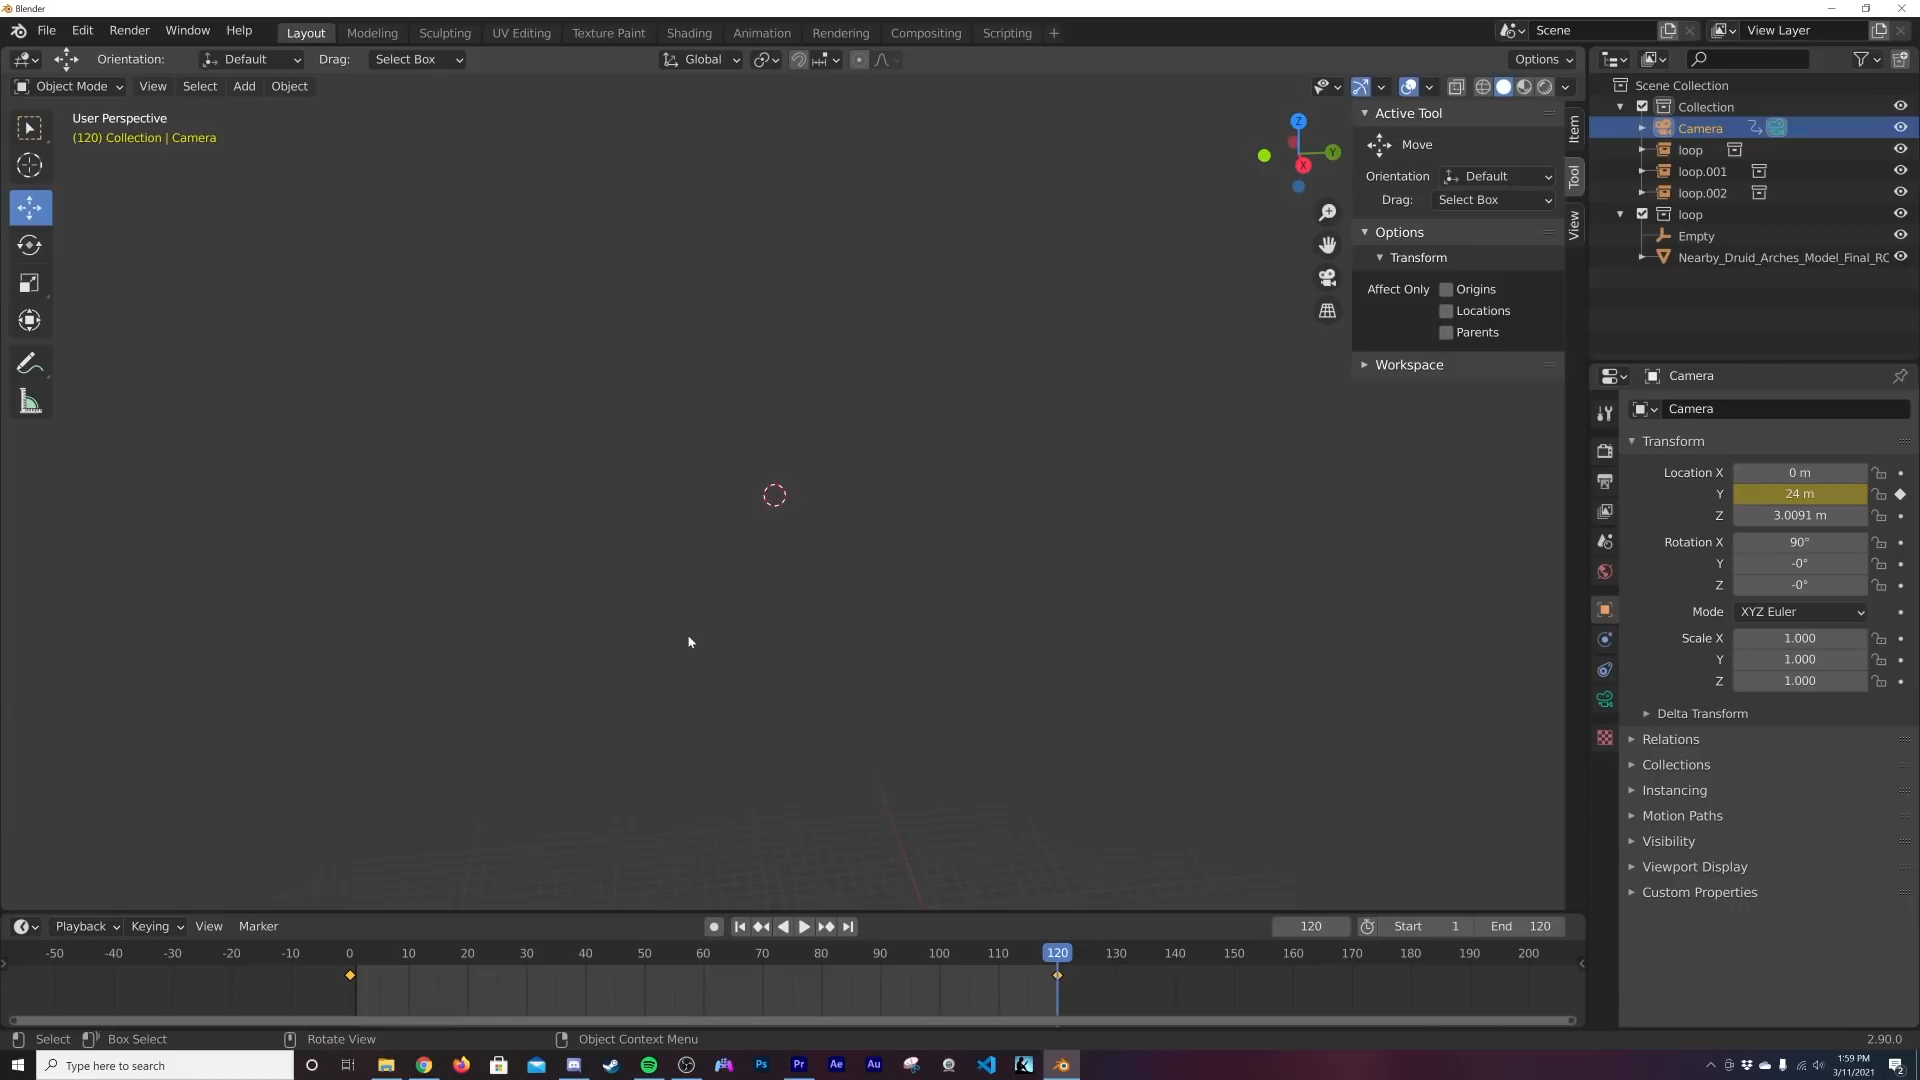 Blender
File Edit Render Window Help Layout Modeling Sculpting UV Editing Texture Paint Shading Animation Rendering Compositing Scripting + Scene View Layer
Orientation: Default Drag: Select Box Global Options
Object Mode View Select Add Object
User Perspective
(120) Collection | Camera
Z
Y
X
Active Tool
Move
Orientation Default
Drag: Select Box
Options
Transform
Affect Only Origins
Locations
Parents
Workspace
Item
Tool
View
Scene Collection
Collection
Camera
loop
loop.001
loop.002
loop
Empty
Nearby_Druid_Arches_Model_Final_RC
Camera
Camera
Transform
Location X 0 m
Y 24 m
Z 3.0091 m
Rotation X 90°
Y -0°
Z -0°
Mode XYZ Euler
Scale X 1.000
Y 1.000
Z 1.000
Delta Transform
Relations
Collections
Instancing
Motion Paths
Visibility
Viewport Display
Custom Properties
Playback Keying View Marker 120 Start 1 End 120
-50 -40 -30 -20 -10 0 10 20 30 40 50 60 70 80 90 100 110 120 130 140 150 160 170 180 190 200
Select Box Select Rotate View Object Context Menu 2.90.0
Type here to search Ps Pr Ae Au
1:59 PM
3/11/2021
2